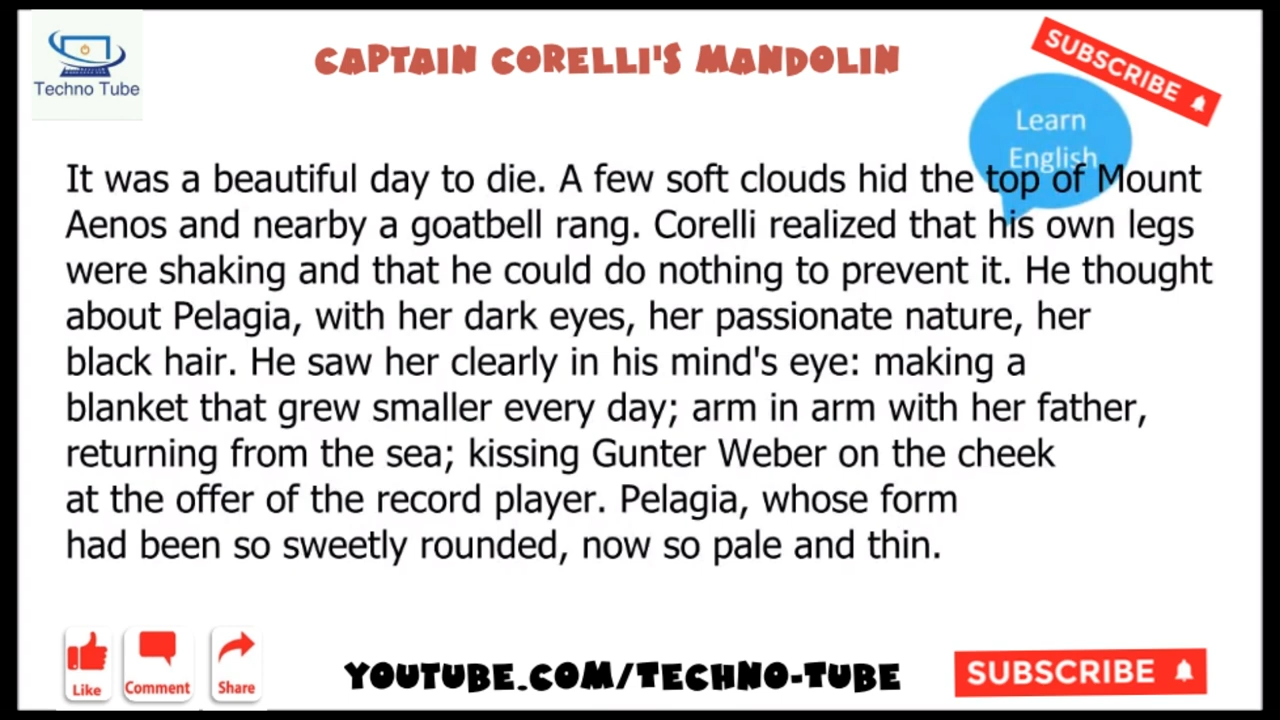 Techno Tube
CAPTAIN CORELLI'S MANDOLIN
SUBSCRIBE
Learn
English
It was a beautiful day to die. A few soft clouds hid the top of Mount
Aenos and nearby a goatbell rang. Corelli realized that his own legs
were shaking and that he could do nothing to prevent it. He thought
about Pelagia, with her dark eyes, her passionate nature, her
black hair. He saw her clearly in his mind's eye: making a
blanket that grew smaller every day; arm in arm with her father,
returning from the sea; kissing Gunter Weber on the cheek
at the offer of the record player. Pelagia, whose form
had been so sweetly rounded, now so pale and thin.
Like
Comment
Share
YOUTUBE.COM/TECHNO-TUBE
SUBSCRIBE